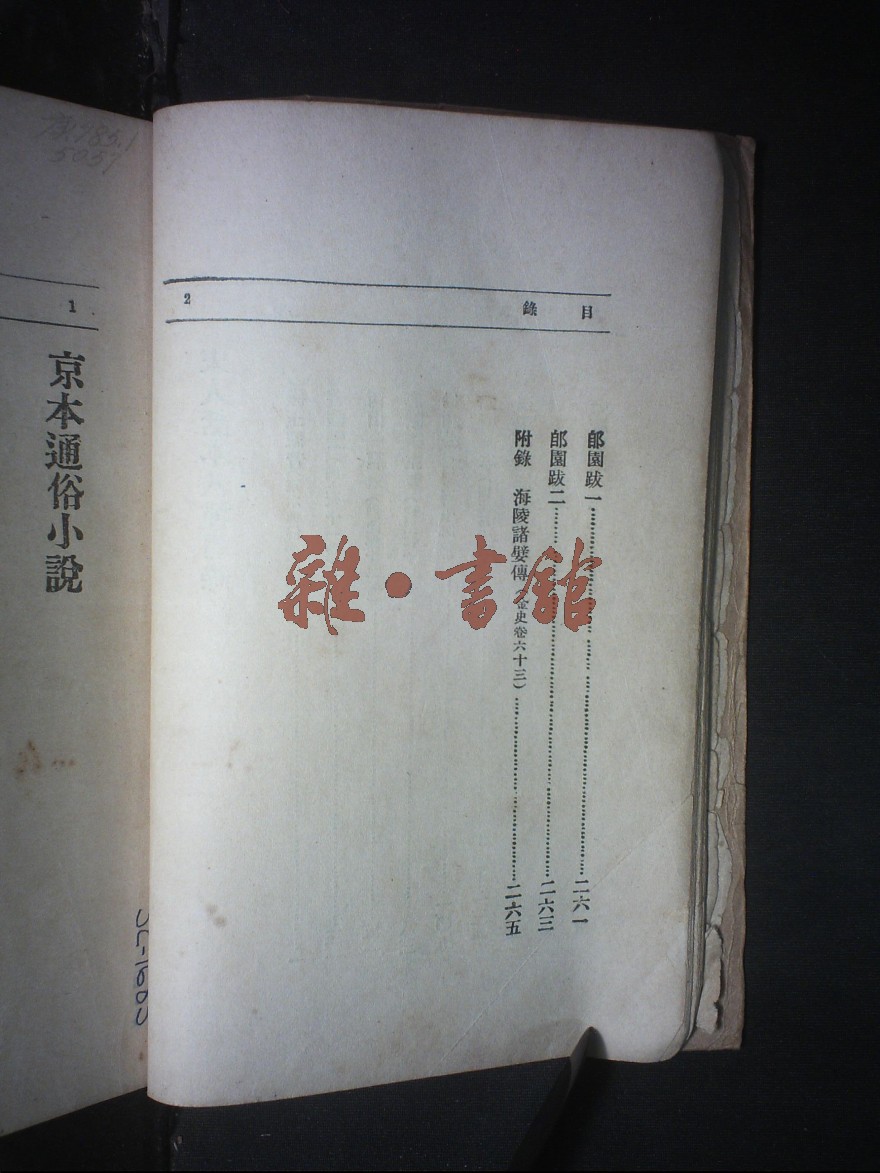 目錄
2
郋園跋一……二六一
郋園跋二……二六三
附錄 海陵諸嬖傳（金史卷六十三）……二六五
雜·書館
1
京本通俗小說